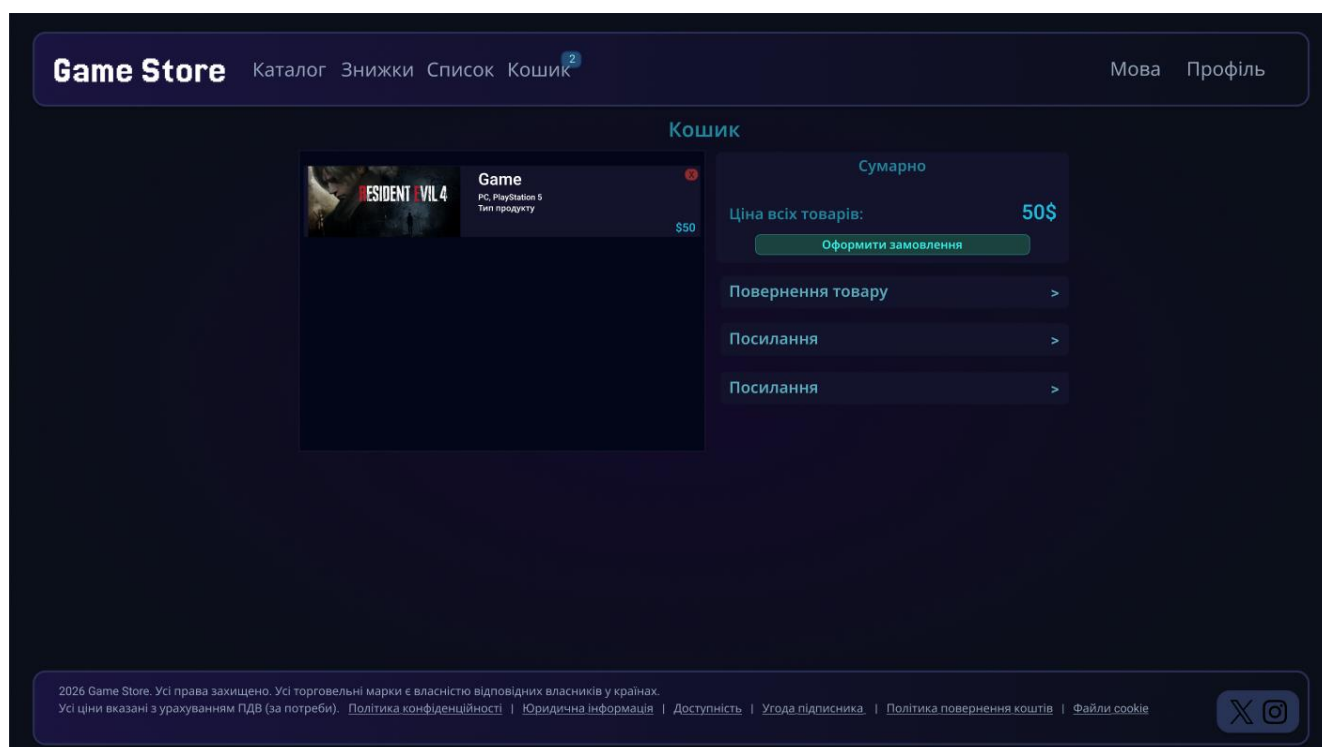 Game Store Каталог Знижки Список Кошик 2 Мова Профіль
Кошик
RESIDENT EVIL 4
Game
PC, PlayStation 5
Тип продукту
X
$50
Сумарно
Ціна всіх товарів: 50$
Оформити замовлення
Повернення товару >
Посилання >
Посилання >
2026 Game Store. Усі права захищено. Усі торговельні марки є власністю відповідних власників у країнах.
Усі ціни вказані з урахуванням ПДВ (за потреби). Політика конфіденційності | Юридична інформація | Доступність | Угода підписника | Політика повернення коштів | Файли cookie